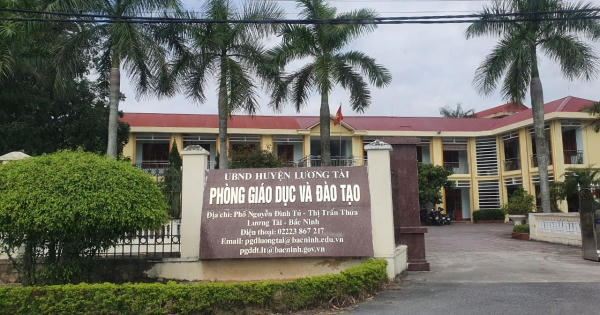 UBND HUYỆN LƯƠNG TÀI
PHÒNG GIÁO DỤC VÀ ĐÀO TẠO
Địa chỉ: Phố Nguyễn Đình Tú - Thị Trấn Thứa
Lương Tài - Bắc Ninh
Điện thoại: 02223 867 217
Email: pgdluongtai@bacninh.edu.vn
pgddt.lt@bacninh.gov.vn